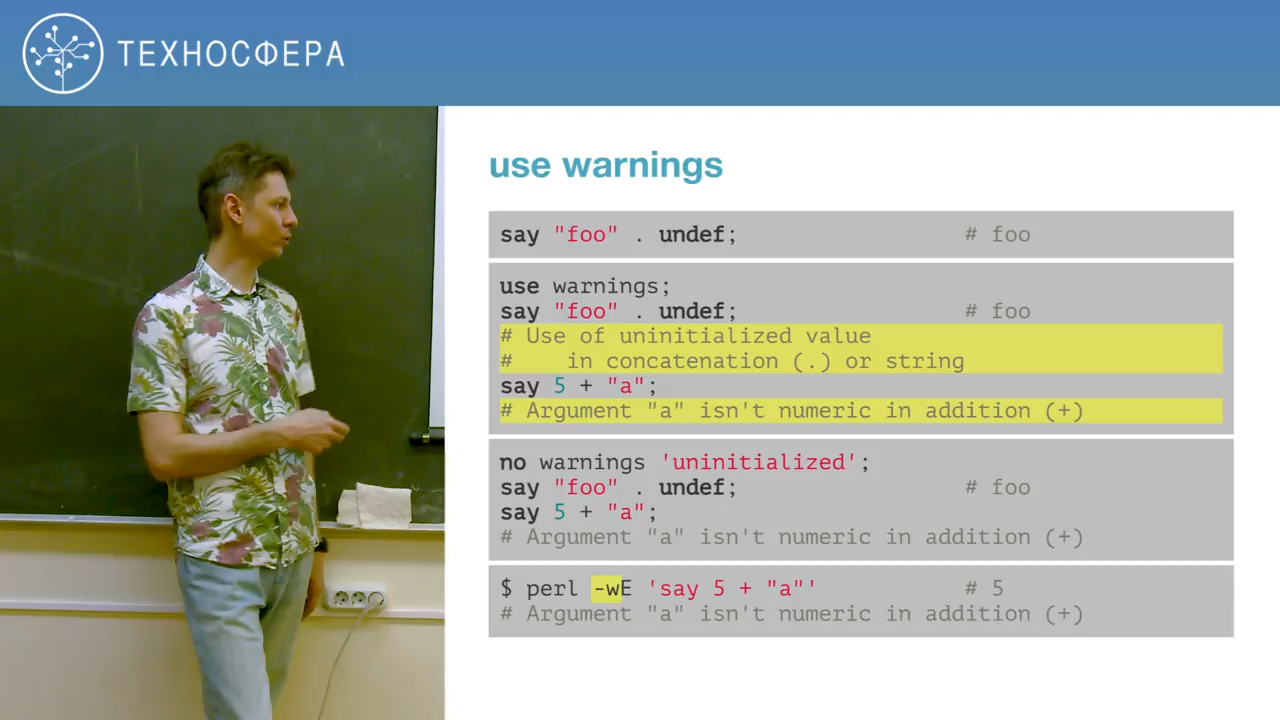 ТЕХНОСФЕРА
use warnings
say "foo" . undef; # foo
use warnings;
say "foo" . undef; # foo
# Use of uninitialized value
# in concatenation (.) or string
say 5 + "a";
# Argument "a" isn't numeric in addition (+)
no warnings 'uninitialized';
say "foo" . undef; # foo
say 5 + "a";
# Argument "a" isn't numeric in addition (+)
$ perl -wE 'say 5 + "a"' # 5
# Argument "a" isn't numeric in addition (+)